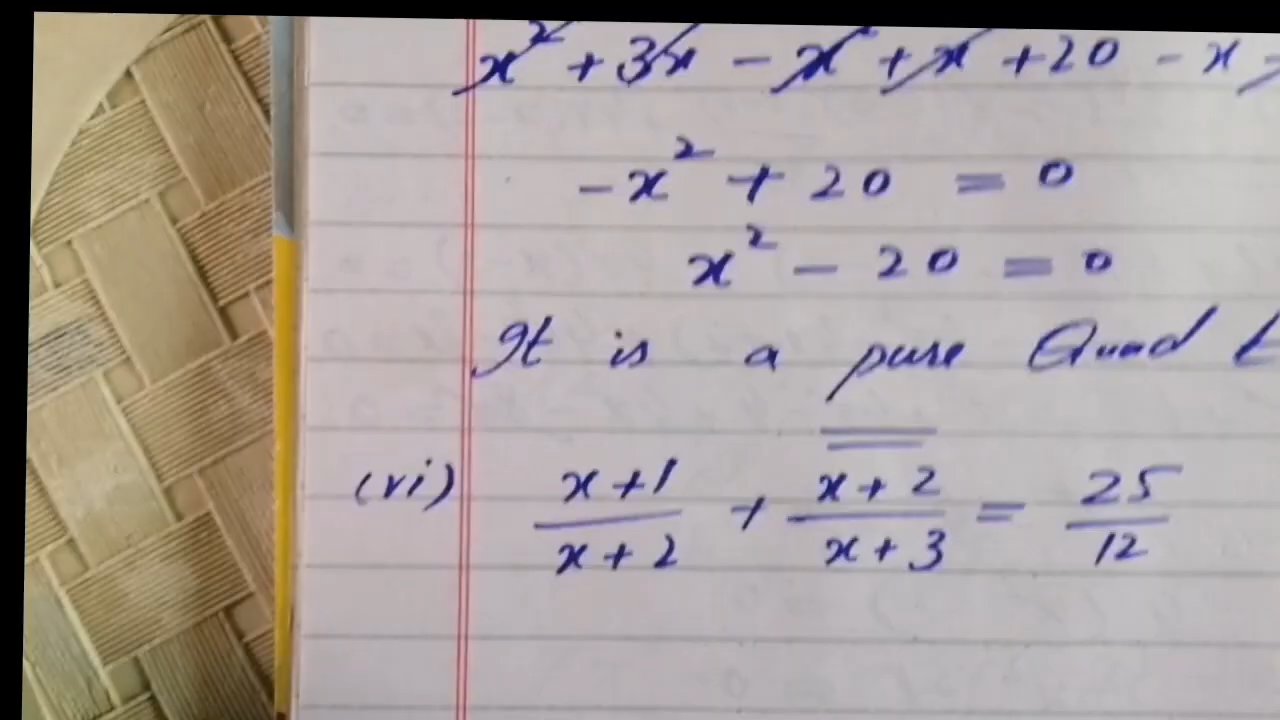 x² + 3x - x² + x + 20 - x -
-x² + 20 = 0
x² - 20 = 0
It is a pure Quad
(vi) (x+1)/(x+2) + (x+2)/(x+3) = 25/12